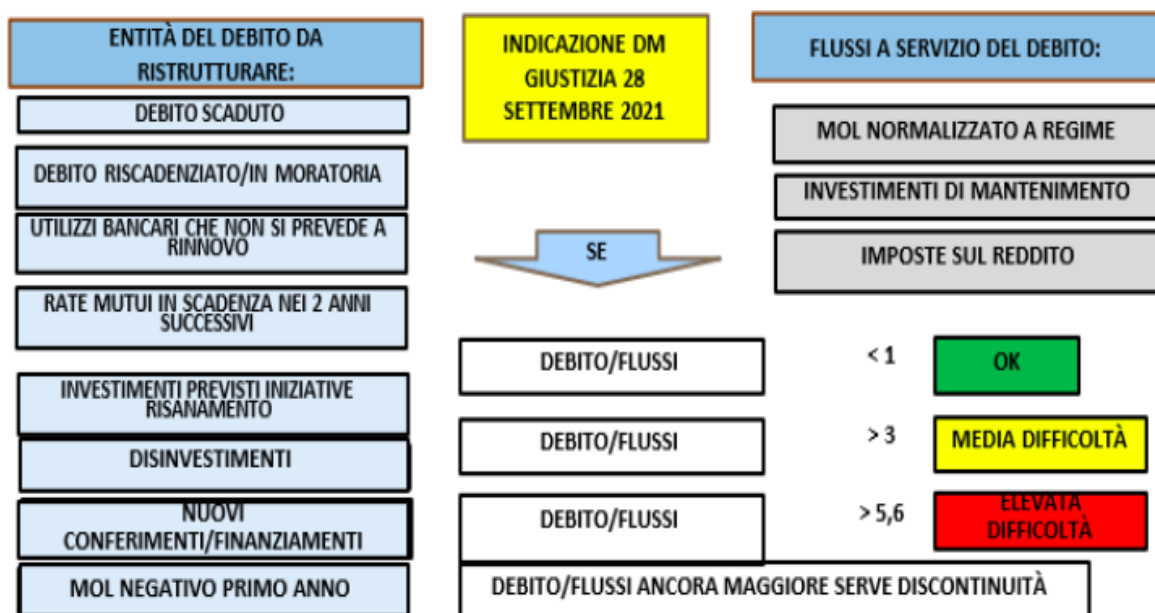 ENTITÀ DEL DEBITO DA
RISTRUTTURARE:
DEBITO SCADUTO
DEBITO RISCADENZIATO/IN MORATORIA
UTILIZZI BANCARI CHE NON SI PREVEDE A
RINNOVO
RATE MUTUI IN SCADENZA NEI 2 ANNI
SUCCESSIVI
INVESTIMENTI PREVISTI INIZIATIVE
RISANAMENTO
DISINVESTIMENTI
NUOVI
CONFERIMENTI/FINANZIAMENTI
MOL NEGATIVO PRIMO ANNO
INDICAZIONE DM
GIUSTIZIA 28
SETTEMBRE 2021
SE
FLUSSI A SERVIZIO DEL DEBITO:
MOL NORMALIZZATO A REGIME
INVESTIMENTI DI MANTENIMENTO
IMPOSTE SUL REDDITO
DEBITO/FLUSSI < 1 OK
DEBITO/FLUSSI > 3 MEDIA DIFFICOLTÀ
DEBITO/FLUSSI > 5,6 ELEVATA
DIFFICOLTÀ
DEBITO/FLUSSI ANCORA MAGGIORE SERVE DISCONTINUITÀ